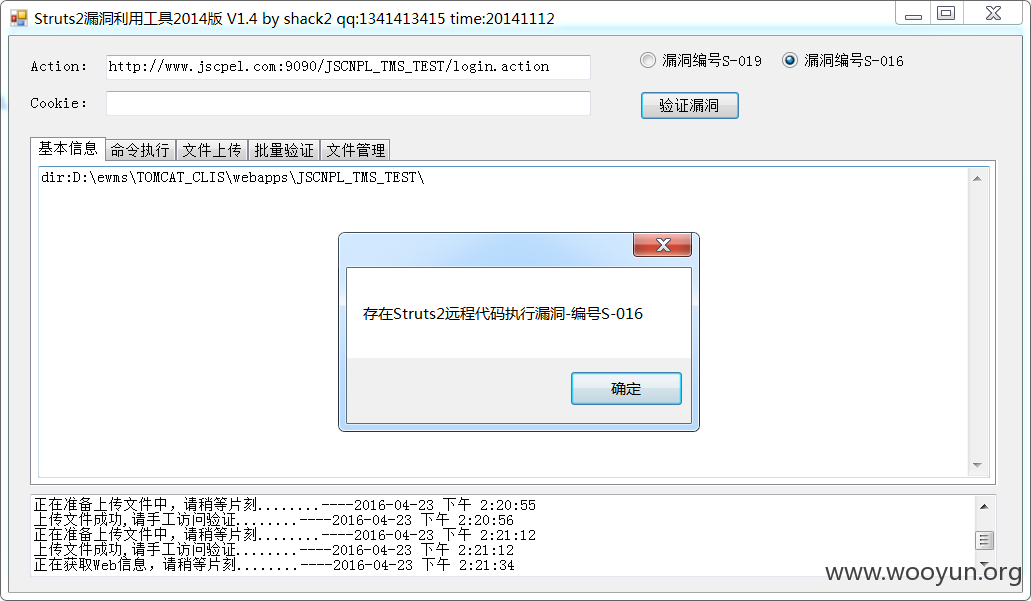 Struts2漏洞利用工具2014版 V1.4 by shack2 qq:1341413415 time:20141112
Action: http://www.jscpel.com:9090/JSCNPL_TMS_TEST/login.action 漏洞编号S-019 漏洞编号S-016
Cookie: 验证漏洞
基本信息 命令执行 文件上传 批量验证 文件管理
dir:D:\ewms\TOMCAT_CLIS\webapps\JSCNPL_TMS_TEST\
存在Struts2远程代码执行漏洞-编号S-016
确定
正在准备上传文件中，请稍等片刻........----2016-04-23 下午 2:20:55
上传文件成功,请手工访问验证........----2016-04-23 下午 2:20:56
正在准备上传文件中，请稍等片刻........----2016-04-23 下午 2:21:12
上传文件成功,请手工访问验证........----2016-04-23 下午 2:21:12
正在获取Web信息，请稍等片刻........----2016-04-23 下午 2:21:34
www.wooyun.org